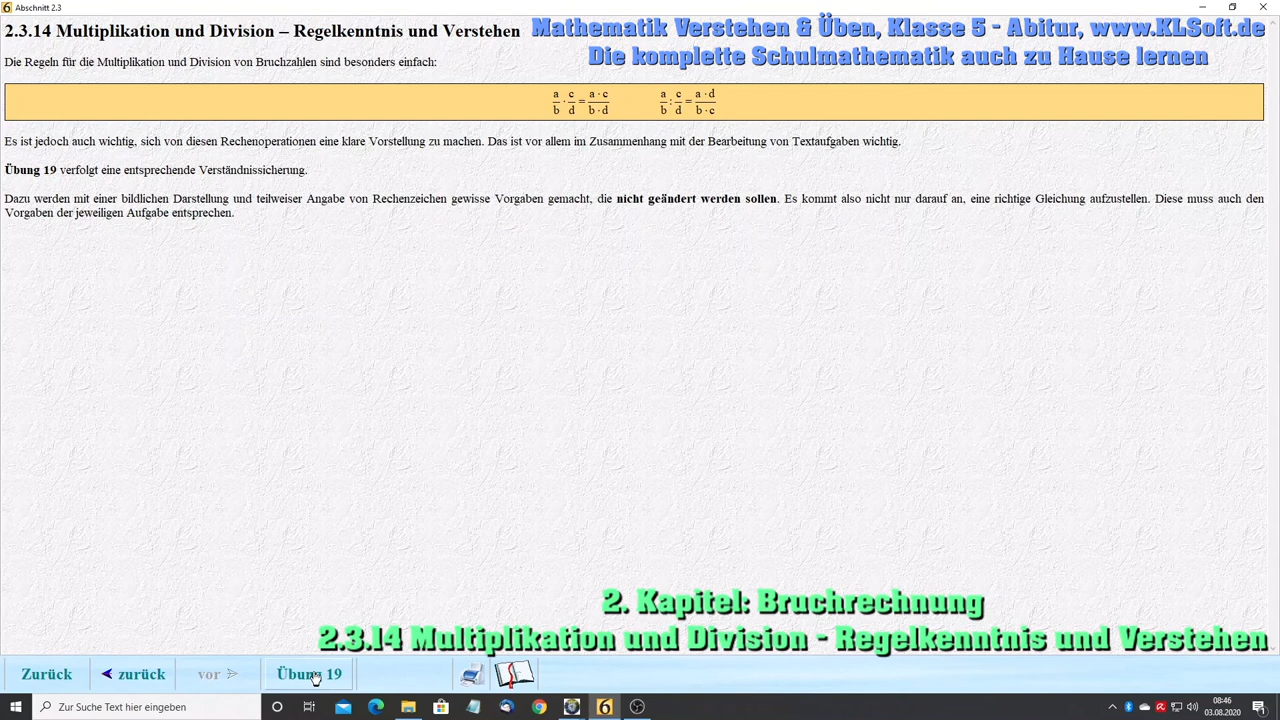 Abschnitt 2.3
2.3.14 Multiplikation und Division – Regelkenntnis und Verstehen
Mathematik Verstehen & Üben, Klasse 5 - Abitur, www.KLSoft.de
Die komplette Schulmathematik auch zu Hause lernen
Die Regeln für die Multiplikation und Division von Bruchzahlen sind besonders einfach:
a/b · c/d = a · c/b · d    a/b : c/d = a · d/b · c
Es ist jedoch auch wichtig, sich von diesen Rechenoperationen eine klare Vorstellung zu machen. Das ist vor allem im Zusammenhang mit der Bearbeitung von Textaufgaben wichtig.
Übung 19 verfolgt eine entsprechende Verständnissicherung.
Dazu werden mit einer bildlichen Darstellung und teilweiser Angabe von Rechenzeichen gewisse Vorgaben gemacht, die nicht geändert werden sollen. Es kommt also nicht nur darauf an, eine richtige Gleichung aufzustellen. Diese muss auch den
Vorgaben der jeweiligen Aufgabe entsprechen.
2. Kapitel: Bruchrechnung
2.3.14 Multiplikation und Division - Regelkenntnis und Verstehen
Zurück zurück vor Übung 19
Zur Suche Text hier eingeben
08:46
03.08.2020